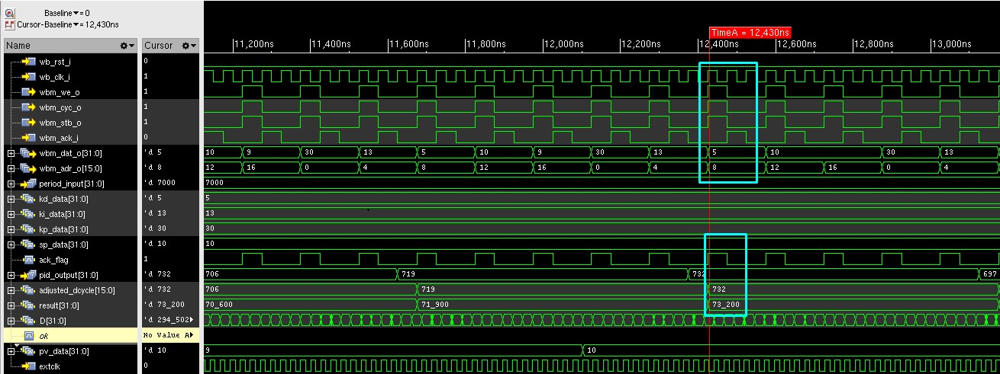 Baseline▼= 0
Cursor-Baseline▼= 12,430ns
TimeA = 12,430ns
Name Cursor 11,200ns 11,400ns 11,600ns 11,800ns 12,000ns 12,200ns 12,400ns 12,600ns 12,800ns 13,000ns
wb_rst_i 0
wb_clk_i 1
wbm_we_o 1
wbm_cyc_o 1
wbm_stb_o 1
wbm_ack_i 0
wbm_dat_o[31:0] 'd 5 10 9 30 13 5 10 9 30 13 5 10 30 13
wbm_adr_o[15:0] 'd 8 12 16 0 4 8 12 16 0 4 8 12 16 0 4
period_input[31:0] 'd 7000 7000
kd_data[31:0] 'd 5 5
ki_data[31:0] 'd 13 13
kp_data[31:0] 'd 30 30
sp_data[31:0] 'd 10 10
ack_flag 1
pid_output[31:0] 'd 732 706 719 732 697
adjusted_dcycle[15:0] 'd 732 706 719 732
result[31:0] 'd 73_200 70_600 71_900 73_200
D[31:0] 'd 294_502
ok No Value A
pv_data[31:0] 'd 10 9 10
extclk 0